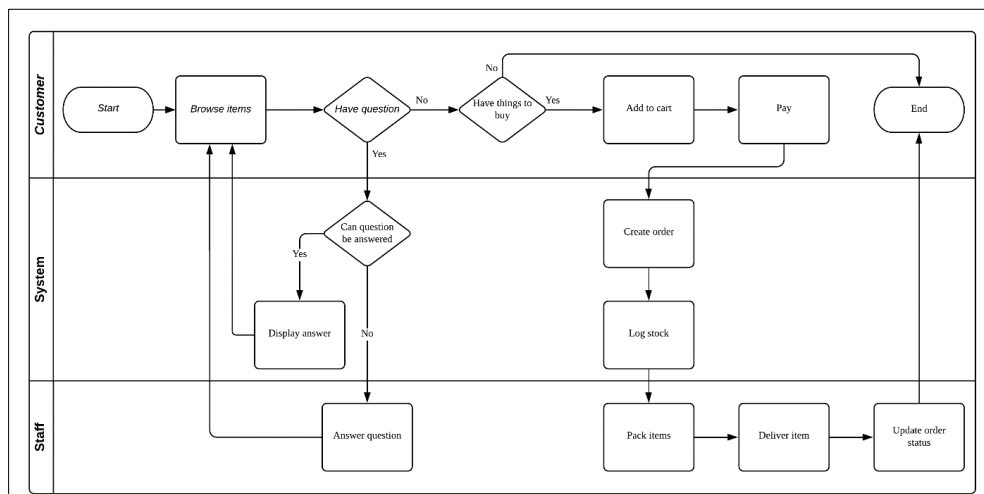 Customer
Start
Browse items
Have question
No
Yes
Have things to
buy
No
Yes
Add to cart
Pay
End
System
Can question
be answered
Yes
No
Display answer
Create order
Log stock
Staff
Answer question
Pack items
Deliver item
Update order
status